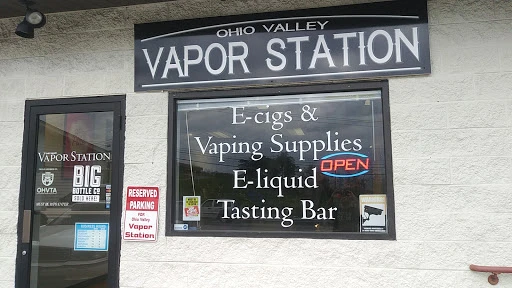 OHIO VALLEY
VAPOR STATION
E-cigs &
Vaping Supplies
OPEN
E-liquid
Tasting Bar
VAPOR STATION
OHVTA
BIG
BOTTLE CO
SOLD HERE!
RESERVED
PARKING
FOR
Ohio Valley
Vapor
Station